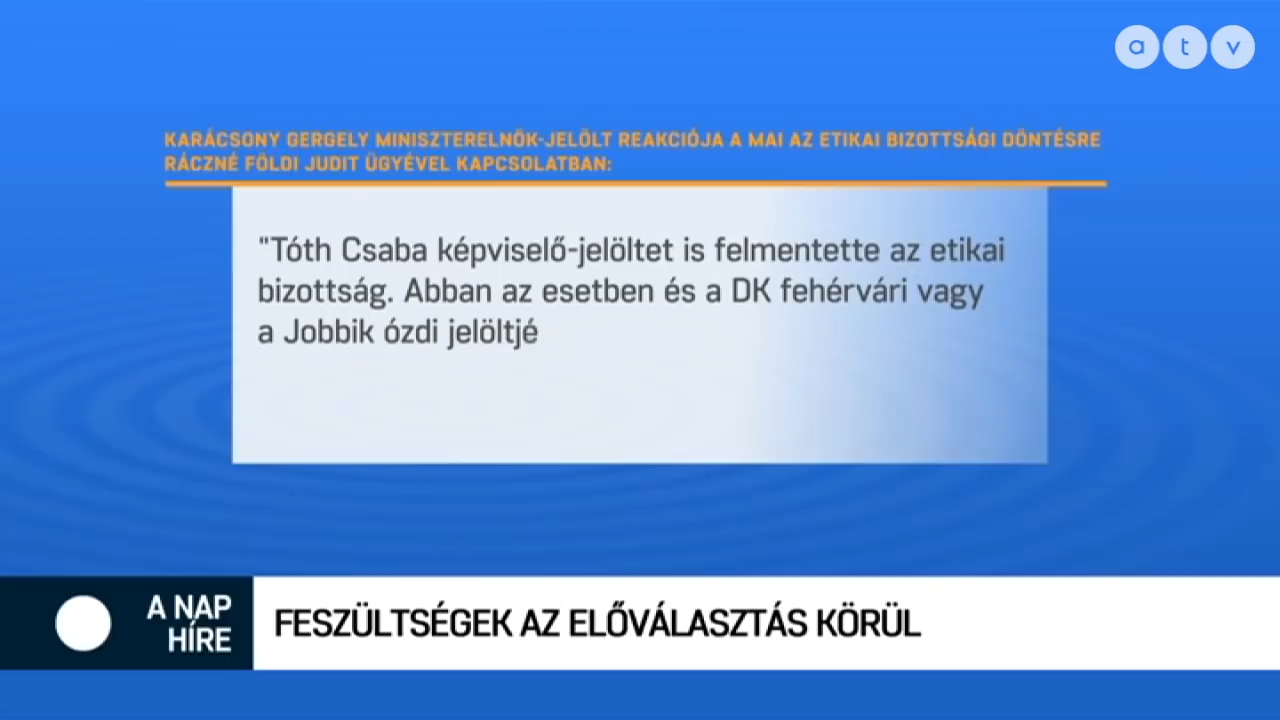 atv
KARÁCSONY GERGELY MINISZTERELNÖK-JELÖLT REAKCIÓJA A MAI AZ ETIKAI BIZOTTSÁGI DÖNTÉSRE
RÁCZNÉ FÖLDI JUDIT ÜGYÉVEL KAPCSOLATBAN:
"Tóth Csaba képviselő-jelöltet is felmentette az etikai
bizottság. Abban az esetben és a DK fehérvári vagy
a Jobbik ózdi jelöltjé
A NAP
HÍRE
FESZÜLTSÉGEK AZ ELŐVÁLASZTÁS KÖRÜL